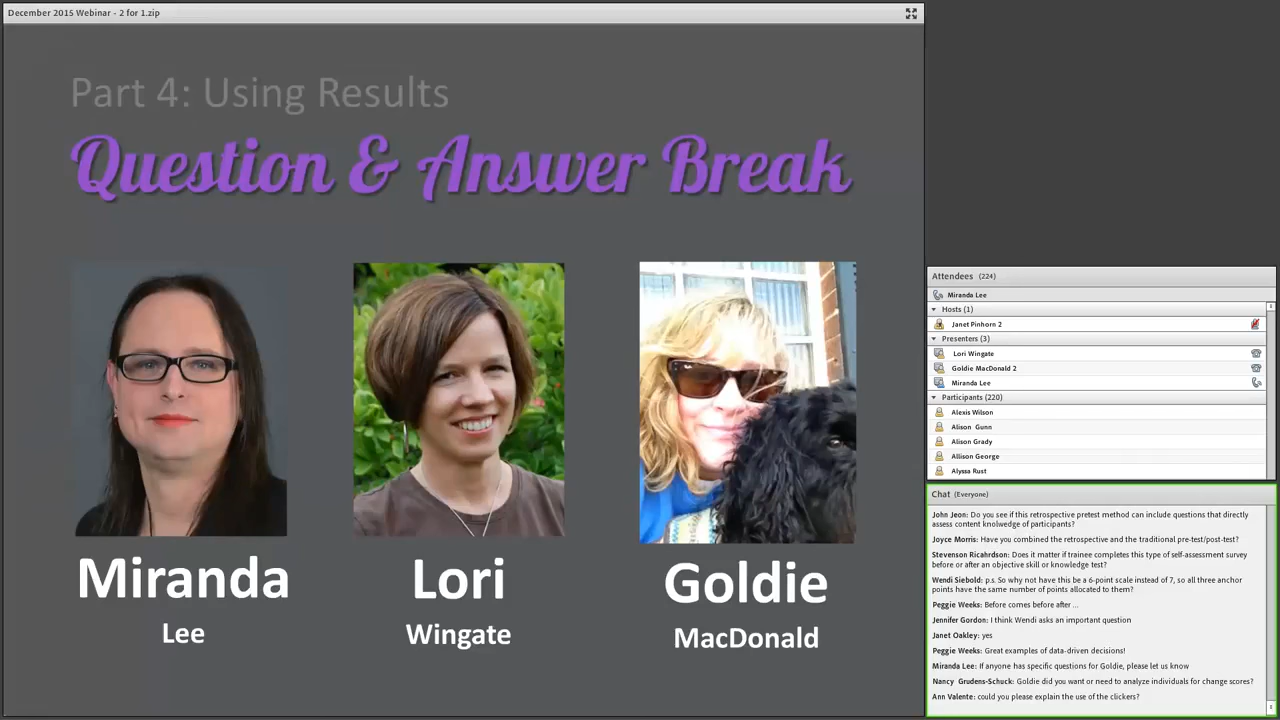 December 2015 Webinar - 2 for 1.zip
Part 4: Using Results
Question & Answer Break
Miranda
Lee
Lori
Wingate
Goldie
MacDonald
Attendees (224)
Miranda Lee
Hosts (1)
Janet Pinhorn 2
Presenters (3)
Lori Wingate
Goldie MacDonald 2
Miranda Lee
Participants (220)
Alexis Wilson
Alison Gunn
Alison Grady
Allison George
Alyssa Rust
Chat (Everyone)
John Jeon: Do you see if this retrospective pretest method can include questions that directly
assess content knolwedge of participants?
Joyce Morris: Have you combined the retrospective and the traditional pre-test/post-test?
Stevenson Ricahrdson: Does it matter if trainee completes this type of self-assessment survey
before or after an objective skill or knowledge test?
Wendi Siebold: p.s. So why not have this be a 6-point scale instead of 7, so all three anchor
points have the same number of points allocated to them?
Peggie Weeks: Before comes before after ...
Jennifer Gordon: I think Wendi asks an important question
Janet Oakley: yes
Peggie Weeks: Great examples of data-driven decisions!
Miranda Lee: If anyone has specific questions for Goldie, please let us know
Nancy Grudens-Schuck: Goldie did you want or need to analyze individuals for change scores?
Ann Valente: could you please explain the use of the clickers?